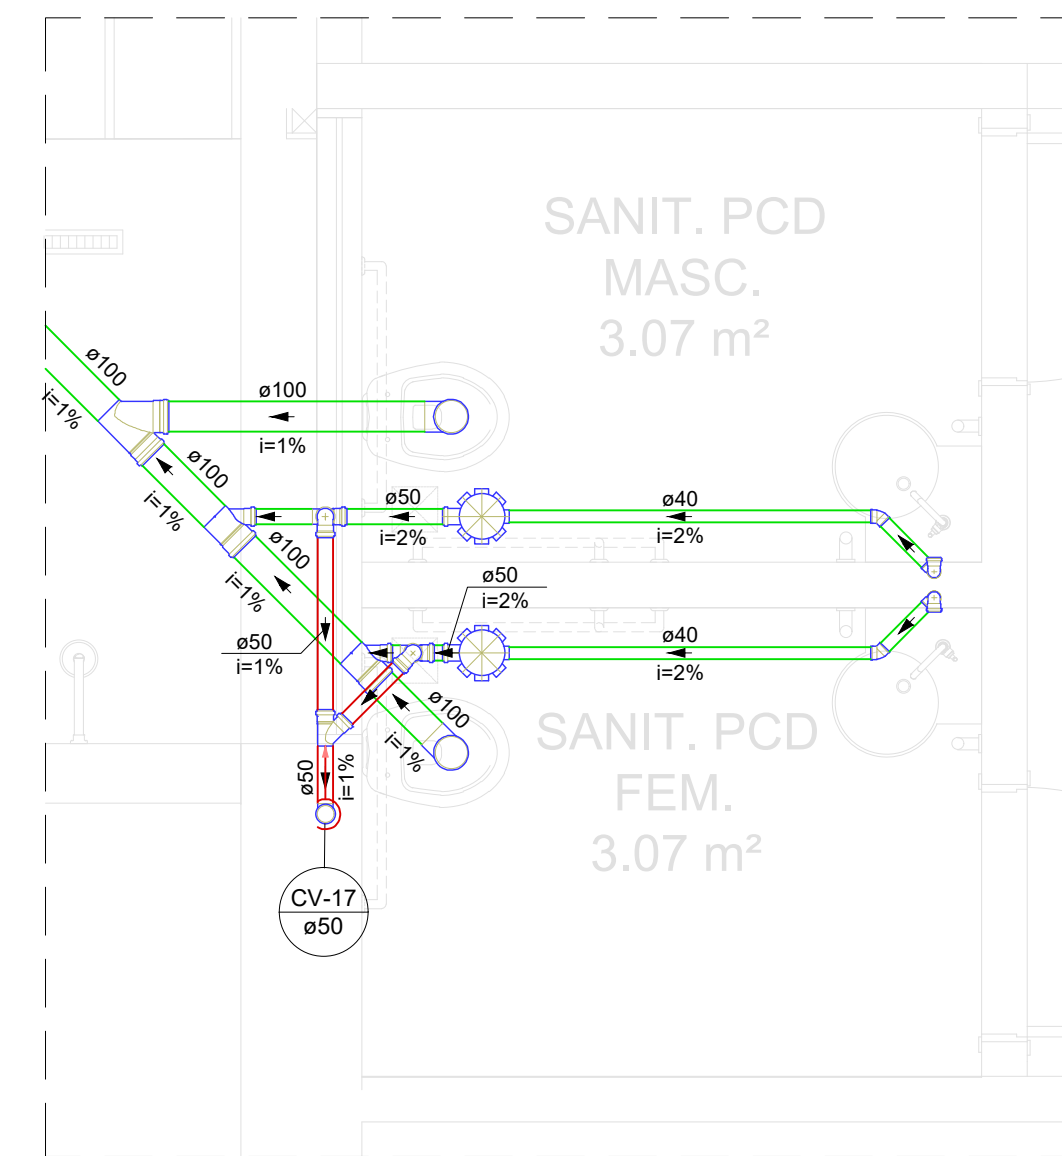 SANIT. PCD
MASC.
3.07 m²
ø100
i=1%
ø100
i=1%
ø100
i=1%
ø50
i=2%
ø40
i=2%
ø100
i=1%
ø50
i=2%
ø50
i=1%
ø40
i=2%
ø100
i=1%
SANIT. PCD
FEM.
3.07 m²
ø50
i=1%
CV-17
ø50